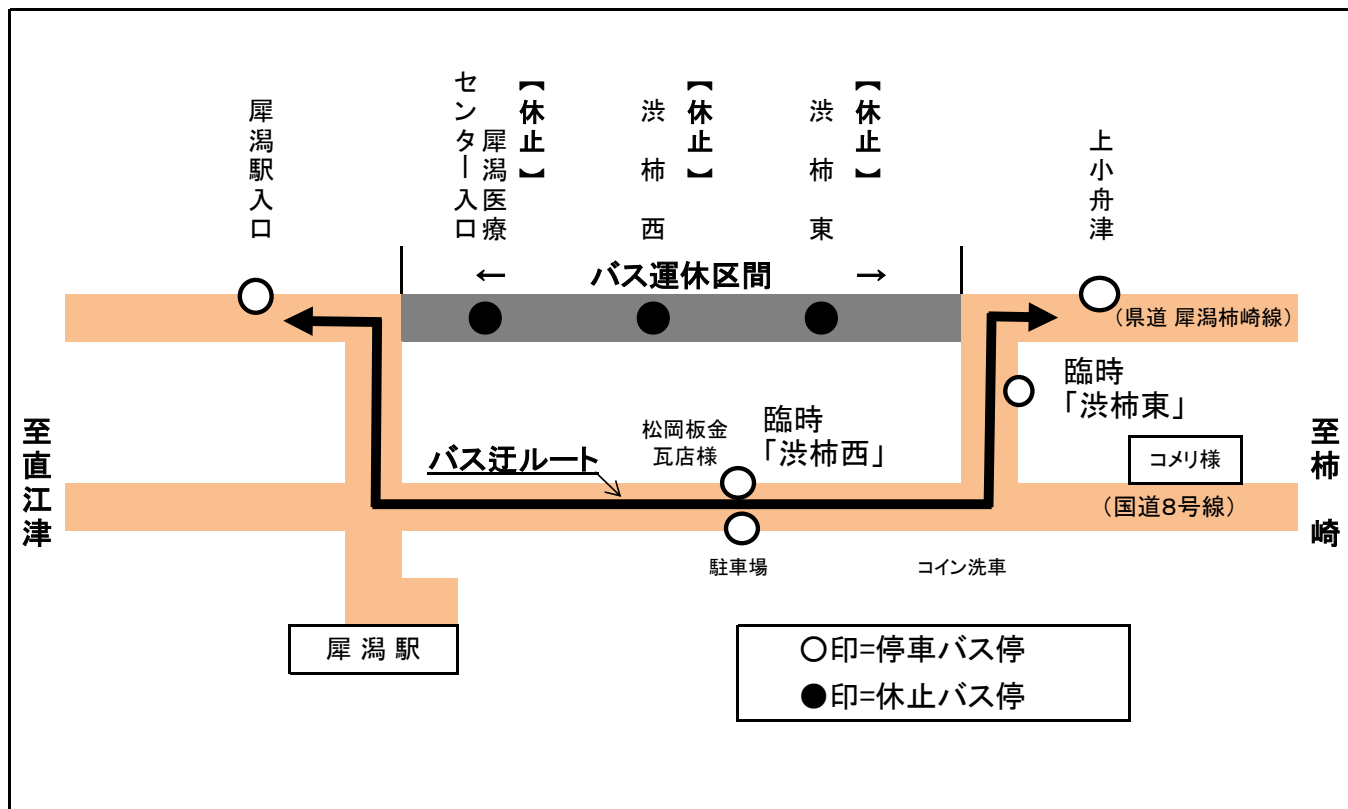 犀潟駅入口
犀潟医療
センター入口
【休止】
渋柿西
【休止】
渋柿東
【休止】
上小舟津
← バス運休区間 →
(県道 犀潟柿崎線)
臨時
「渋柿東」
至直江津
松岡板金
瓦店様
臨時
「渋柿西」
バス迂ルート
コメリ様
至柿崎
(国道8号線)
駐車場
コイン洗車
犀潟駅
○印=停車バス停
●印=休止バス停